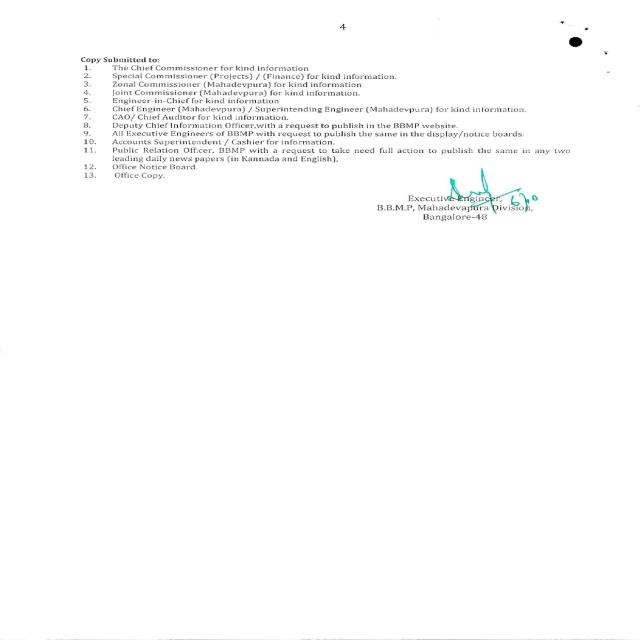 4
Copy Submitted to:
1. The Chief Commissioner for kind information
2. Special Commissioner (Projects) / (Finance) for kind information.
3. Zonal Commissioner (Mahadevpura) for kind information
4. Joint Commissioner (Mahadevpura) for kind information.
5. Engineer-in-Chief for kind information
6. Chief Engineer (Mahadevpura) / Superintending Engineer (Mahadevpura) for kind information.
7. CAO/ Chief Auditor for kind information.
8. Deputy Chief Information Officer,with a request to publish in the BBMP website.
9. All Executive Engineers of BBMP with request to publish the same in the display/notice boards.
10. Accounts Superintendent / Cashier for information.
11. Public Relation Officer, BBMP with a request to take need full action to publish the same in any two
leading daily news papers (in Kannada and English).
12. Office Notice Board
13. Office Copy.
Executive Engineer,
B.B.M.P, Mahadevapura Division,
Bangalore-48